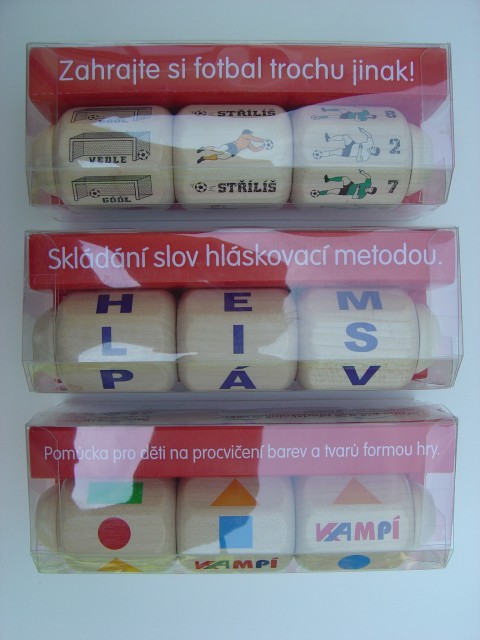 Zahrajte si fotbal trochu jinak!
STŘÍLÍŠ
8
VEDLE
2
GÓÓL
STŘÍLÍŠ
7
Skládání slov hláskovací metodou.
H E M
L I S
P Á V
Pomůcka pro děti na procvičení barev a tvarů formou hry.
VAMPÍ
VAMPÍ